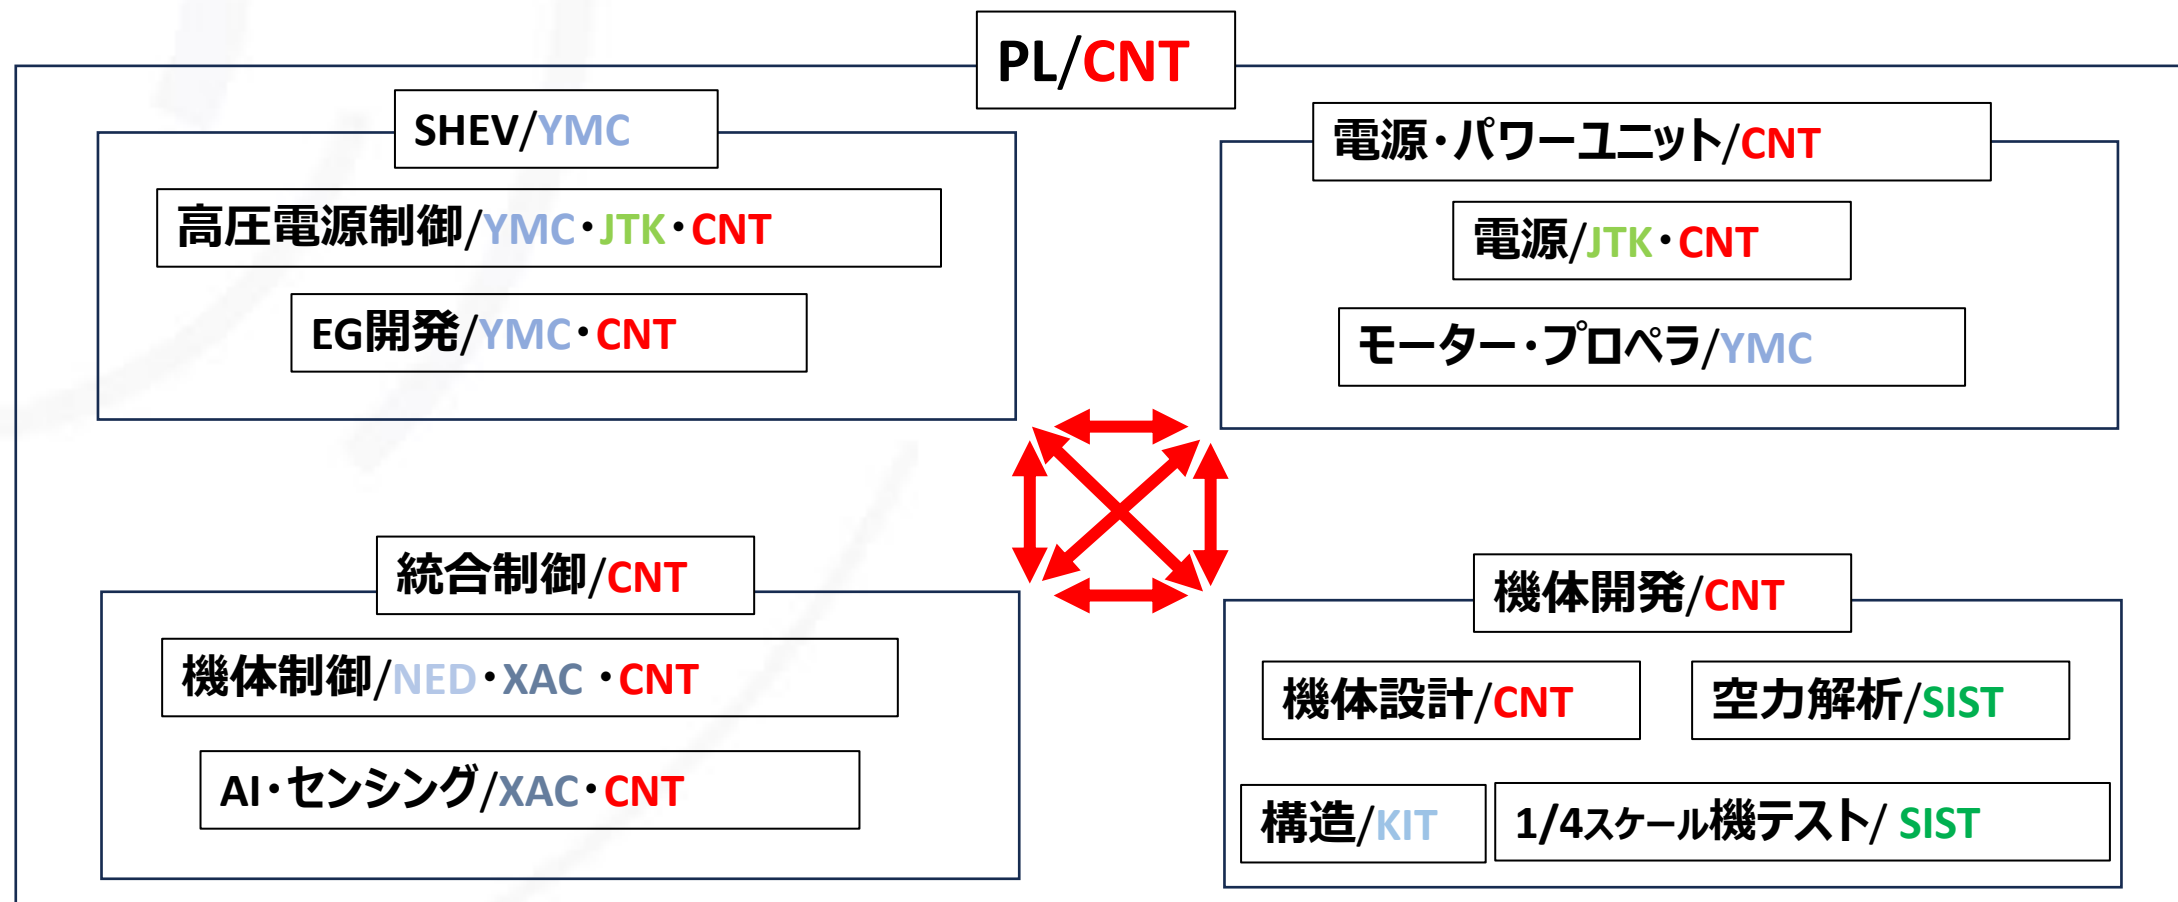 PL/CNT
SHEV/YMC
高圧電源制御/YMC・JTK・CNT
EG開発/YMC・CNT
電源・パワーユニット/CNT
電源/JTK・CNT
モーター・プロペラ/YMC
統合制御/CNT
機体制御/NED・XAC ・CNT
AI・センシング/XAC・CNT
機体開発/CNT
機体設計/CNT
空力解析/SIST
構造/KIT
1/4スケール機テスト/ SIST